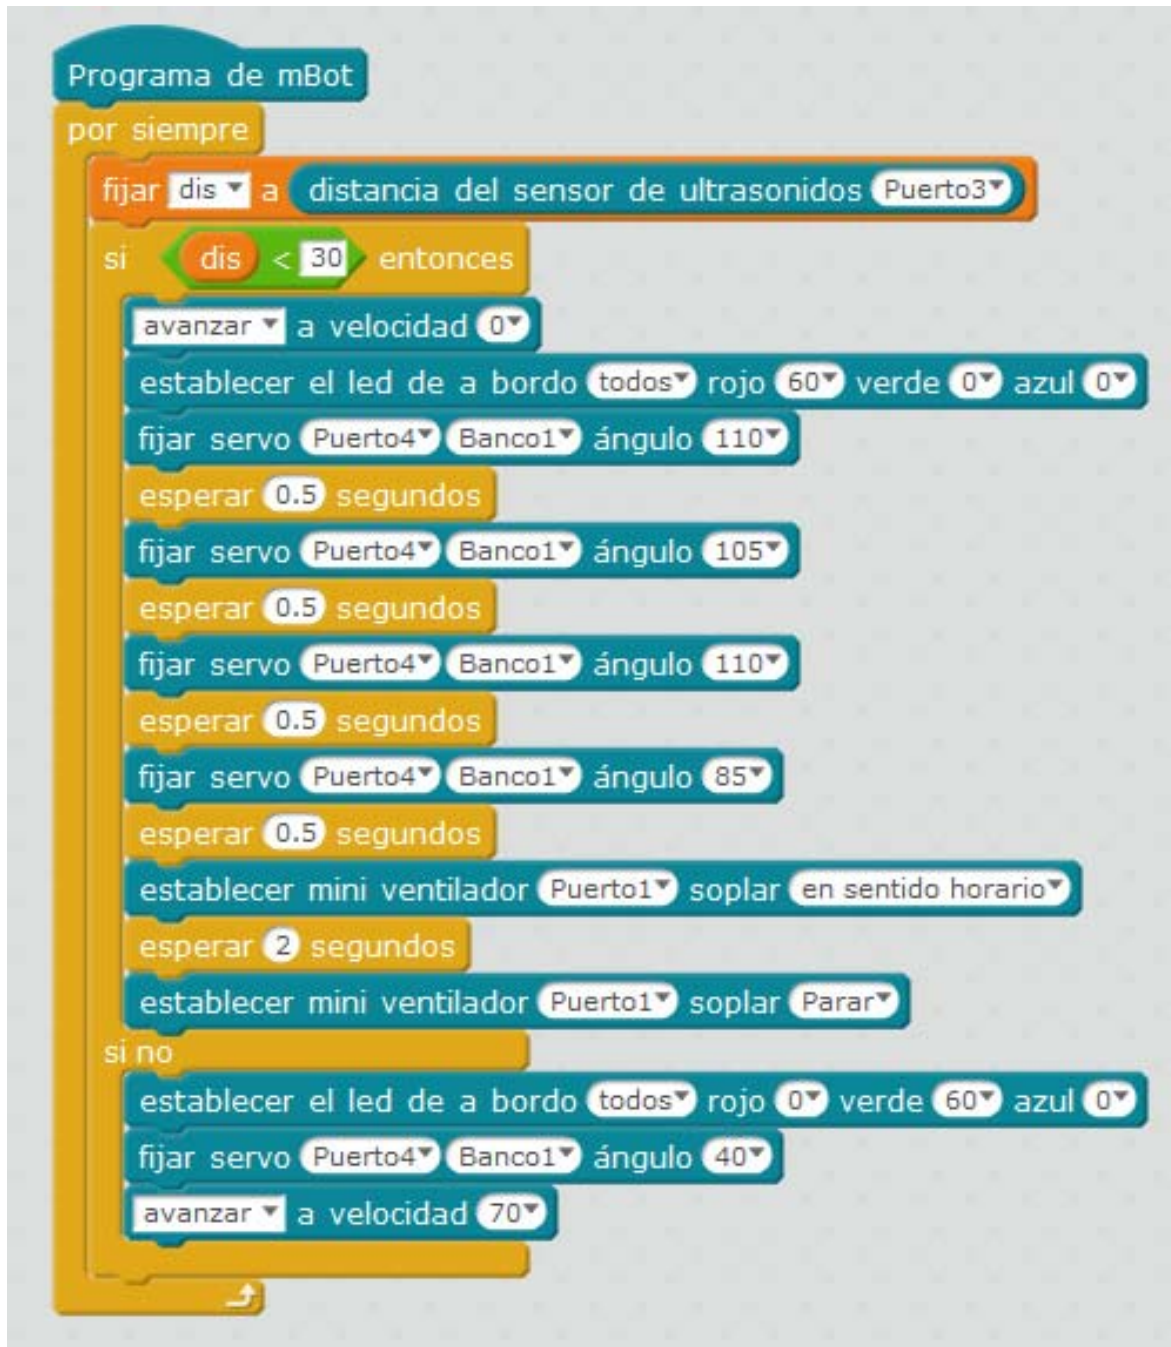 Programa de mBot
por siempre
fijar dis a distancia del sensor de ultrasonidos Puerto3
si dis < 30 entonces
avanzar a velocidad 0
establecer el led de a bordo todos rojo 60 verde 0 azul 0
fijar servo Puerto4 Banco1 ángulo 110
esperar 0.5 segundos
fijar servo Puerto4 Banco1 ángulo 105
esperar 0.5 segundos
fijar servo Puerto4 Banco1 ángulo 110
esperar 0.5 segundos
fijar servo Puerto4 Banco1 ángulo 85
esperar 0.5 segundos
establecer mini ventilador Puerto1 soplar en sentido horario
esperar 2 segundos
establecer mini ventilador Puerto1 soplar Parar
si no
establecer el led de a bordo todos rojo 0 verde 60 azul 0
fijar servo Puerto4 Banco1 ángulo 40
avanzar a velocidad 70